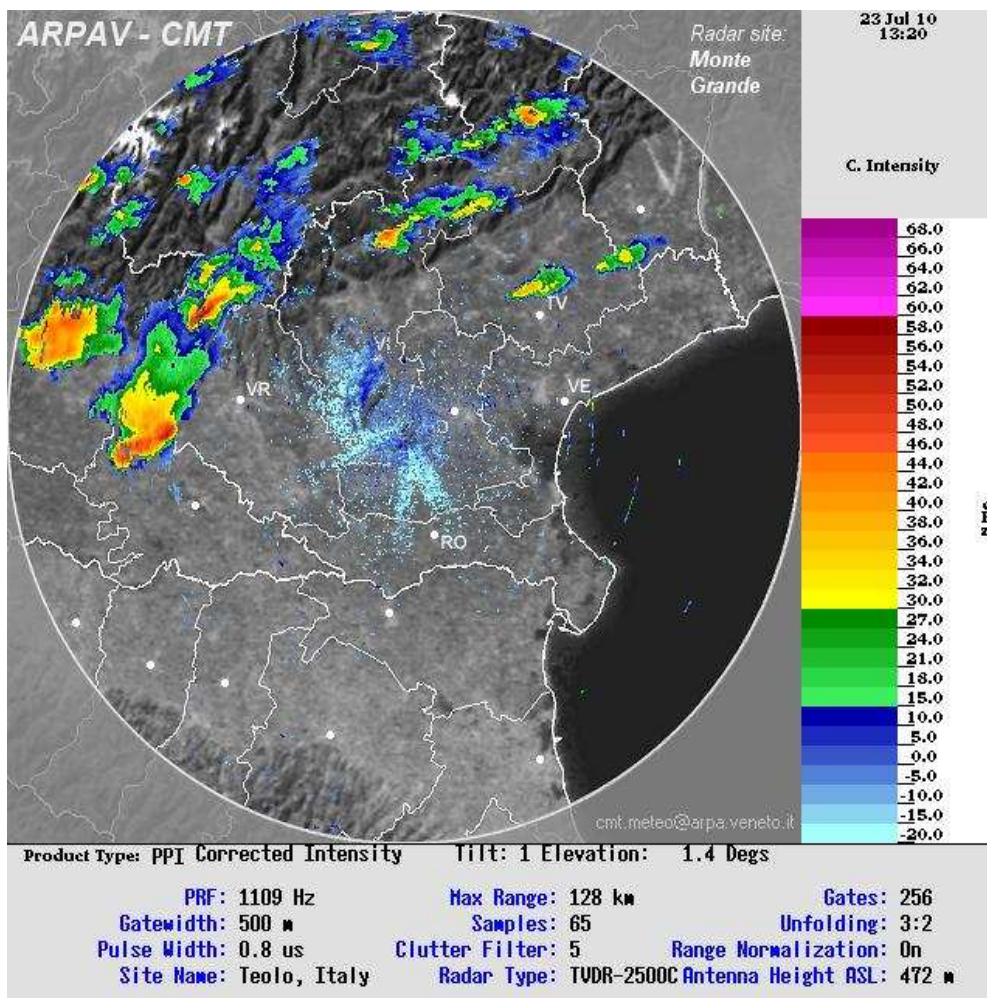 ARPAV - CMT
Radar site:
Monte
Grande
23 Jul 10
13:20
C. Intensity
68.0
66.0
64.0
62.0
60.0
58.0
56.0
54.0
52.0
50.0
48.0
46.0
44.0
42.0
40.0
38.0
36.0
34.0
32.0
30.0
27.0
24.0
21.0
18.0
15.0
10.0
5.0
0.0
-5.0
-10.0
-15.0
-20.0
TV
VI
VR
VE
RO
cmt.meteo@arpa.veneto.it
Product Type: PPI Corrected Intensity Tilt: 1 Elevation: 1.4 Degs
PRF: 1109 Hz Max Range: 128 km Gates: 256
Gatewidth: 500 m Samples: 65 Unfolding: 3:2
Pulse Width: 0.8 us Clutter Filter: 5 Range Normalization: On
Site Name: Teolo, Italy Radar Type: TVDR-2500C Antenna Height ASL: 472 m